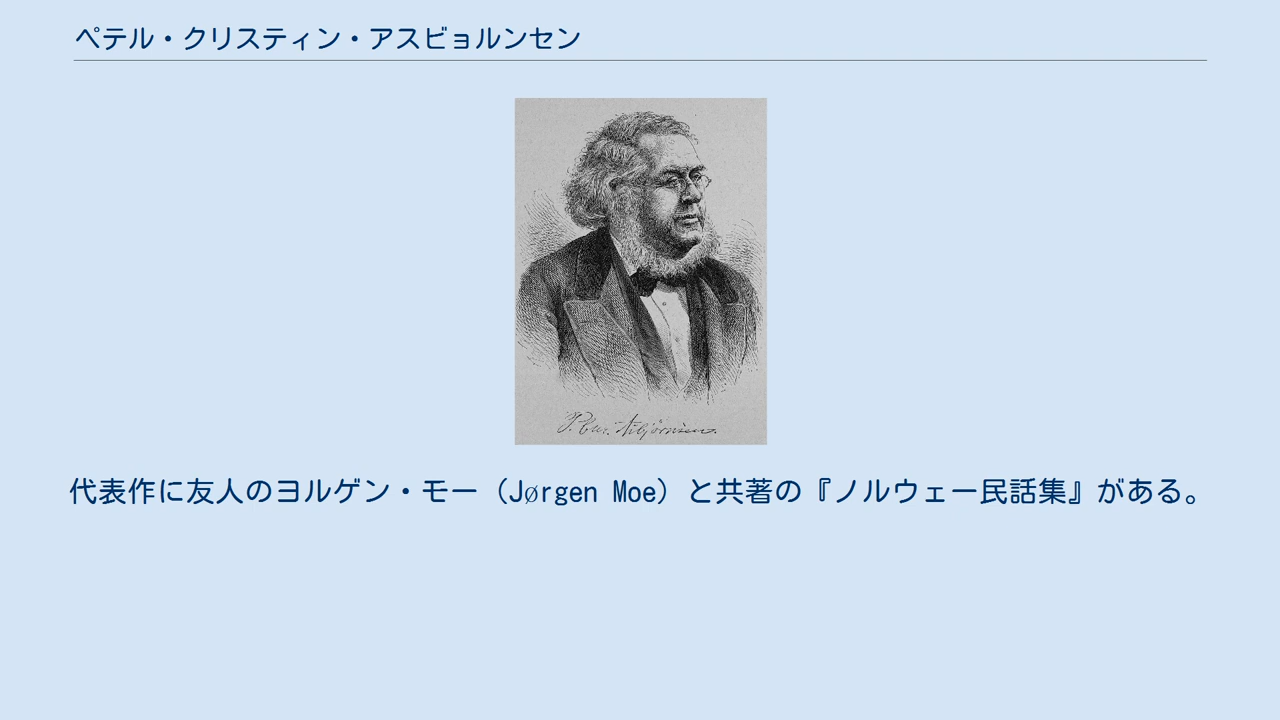 ペテル・クリスティン・アスビョルンセン
P. Chr. Asbjörnsen.
代表作に友人のヨルゲン・モー（Jørgen Moe）と共著の『ノルウェー民話集』がある。